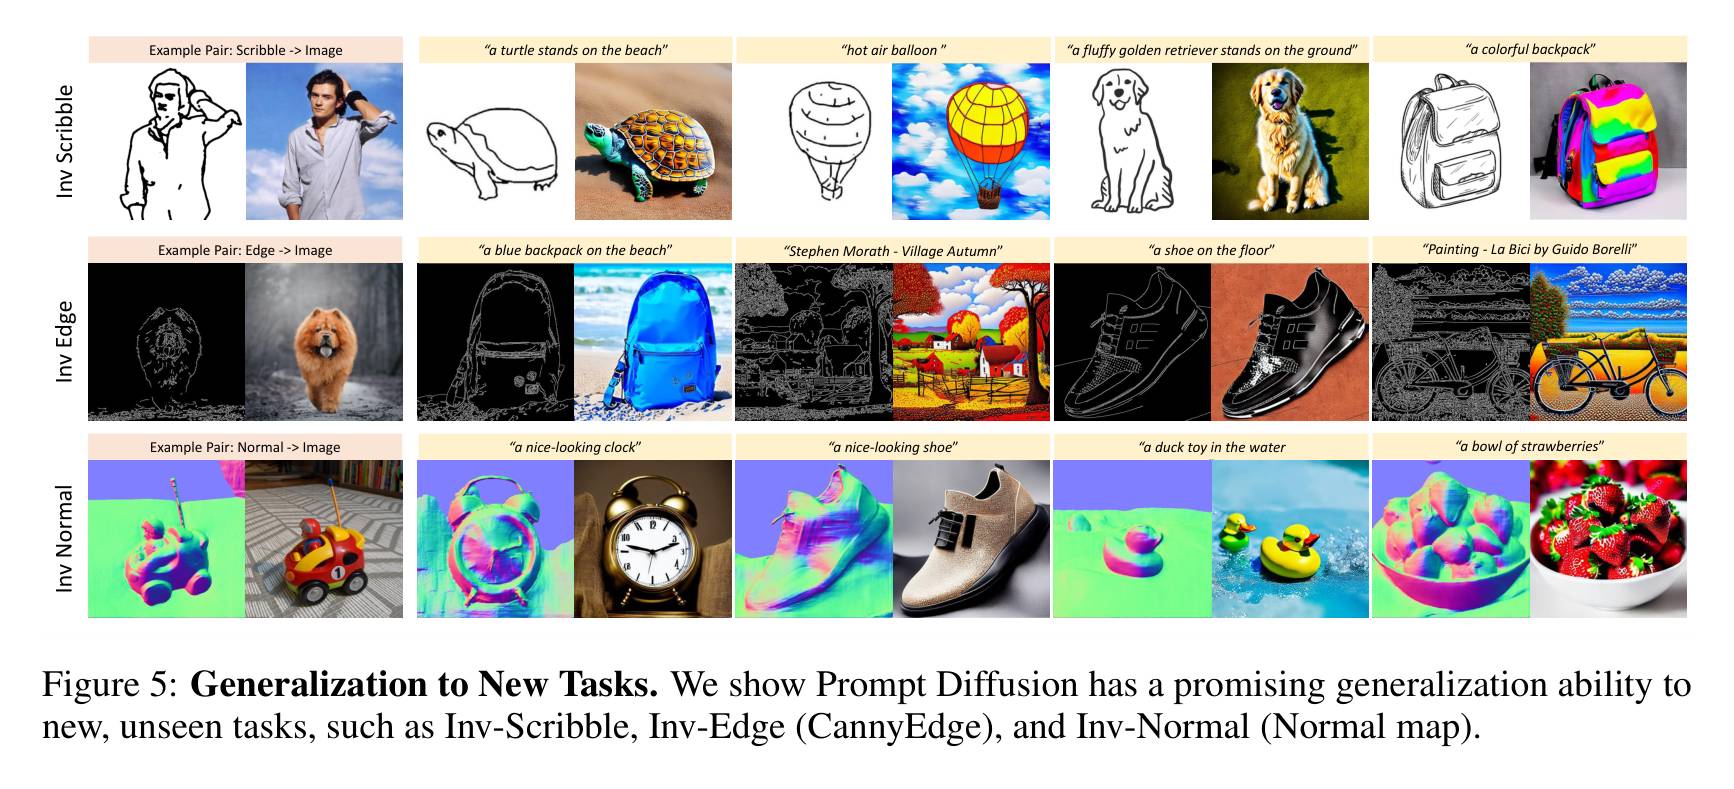 Example Pair: Scribble -> Image
“a turtle stands on the beach”
“hot air balloon ”
“a fluffy golden retriever stands on the ground”
“a colorful backpack”
Inv Scribble
Example Pair: Edge -> Image
“a blue backpack on the beach”
“Stephen Morath - Village Autumn”
“a shoe on the floor”
“Painting - La Bici by Guido Borelli”
Inv Edge
Example Pair: Normal -> Image
“a nice-looking clock”
“a nice-looking shoe”
“a duck toy in the water
“a bowl of strawberries”
Inv Normal
1
Figure 5: Generalization to New Tasks. We show Prompt Diffusion has a promising generalization ability to
new, unseen tasks, such as Inv-Scribble, Inv-Edge (CannyEdge), and Inv-Normal (Normal map).